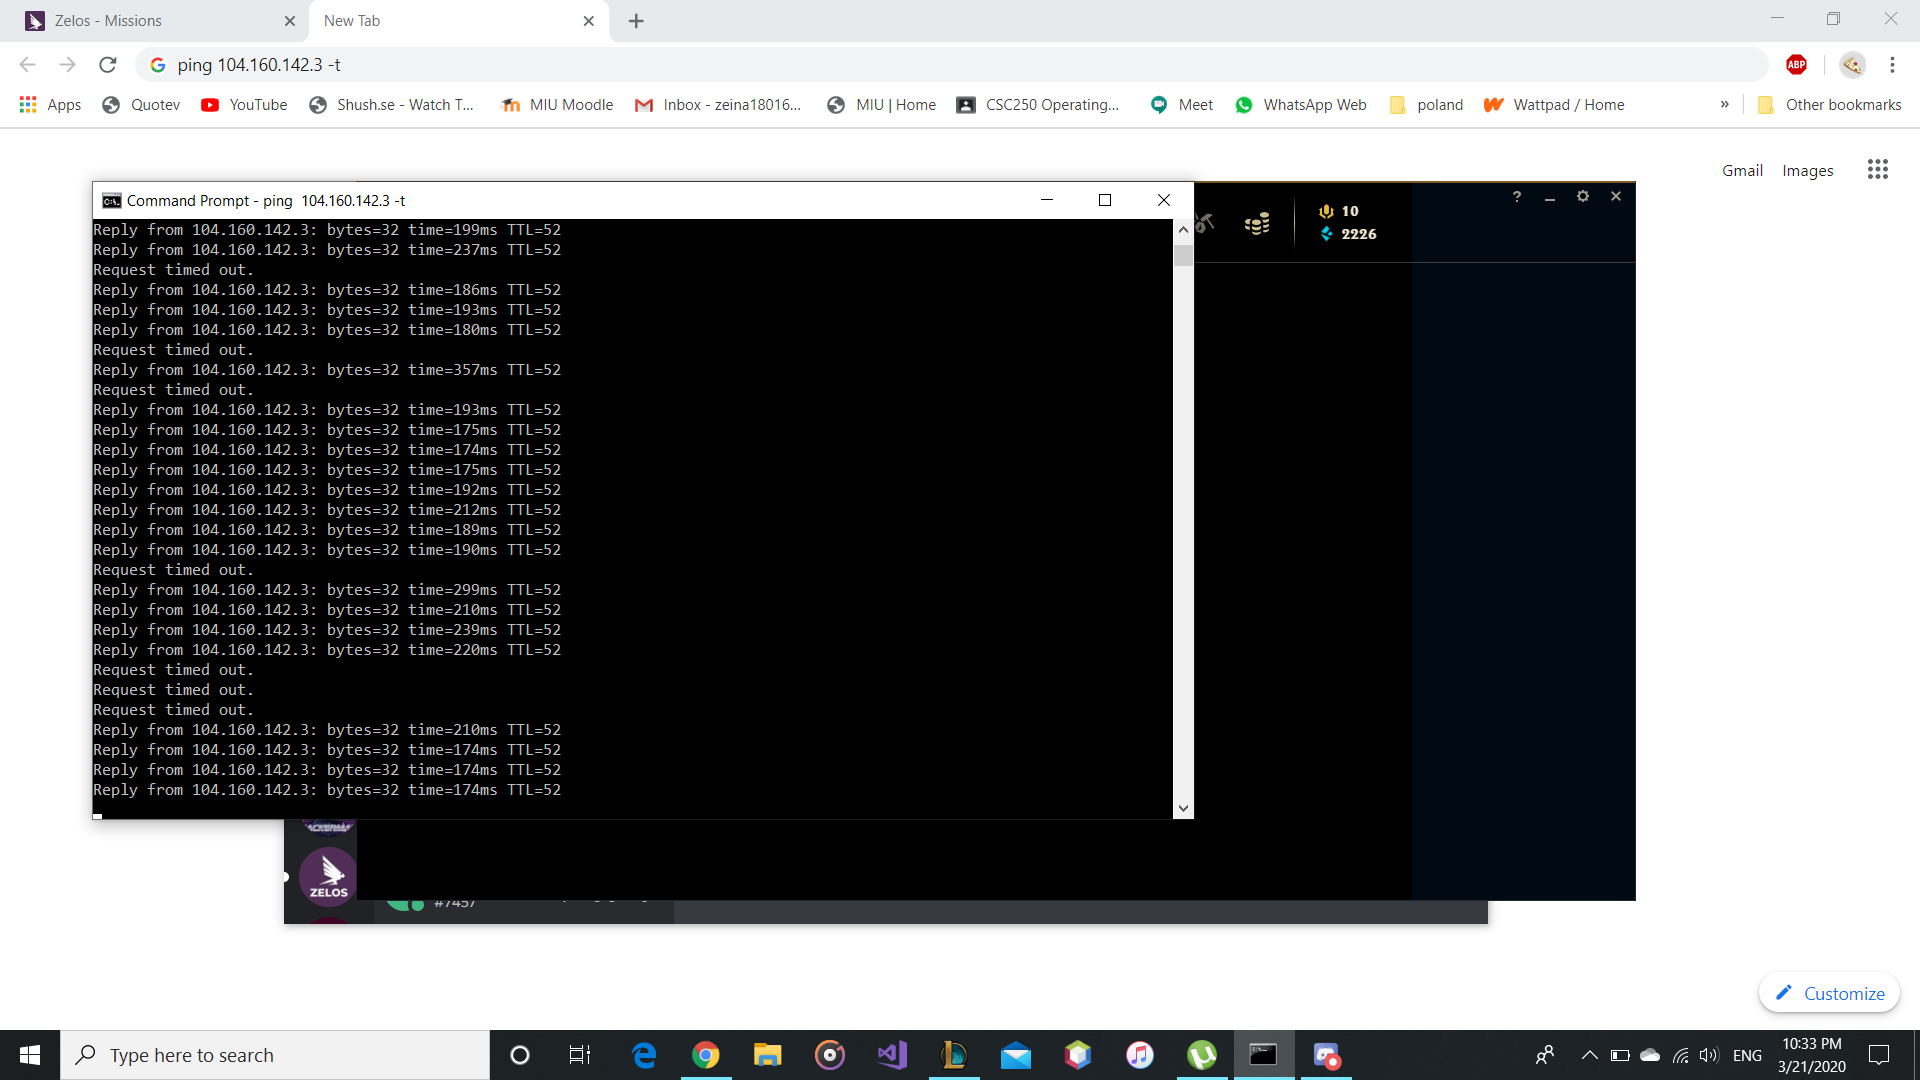 Zelos - Missions
New Tab
ping 104.160.142.3 -t
ABP
Apps
Quotev
YouTube
Shush.se - Watch T...
MIU Moodle
Inbox - zeina18016...
MIU | Home
CSC250 Operating...
Meet
WhatsApp Web
poland
Wattpad / Home
»
Other bookmarks
Gmail
Images
Command Prompt - ping  104.160.142.3 -t
?
10
2226
Reply from 104.160.142.3: bytes=32 time=199ms TTL=52
Reply from 104.160.142.3: bytes=32 time=237ms TTL=52
Request timed out.
Reply from 104.160.142.3: bytes=32 time=186ms TTL=52
Reply from 104.160.142.3: bytes=32 time=193ms TTL=52
Reply from 104.160.142.3: bytes=32 time=180ms TTL=52
Request timed out.
Reply from 104.160.142.3: bytes=32 time=357ms TTL=52
Request timed out.
Reply from 104.160.142.3: bytes=32 time=193ms TTL=52
Reply from 104.160.142.3: bytes=32 time=175ms TTL=52
Reply from 104.160.142.3: bytes=32 time=174ms TTL=52
Reply from 104.160.142.3: bytes=32 time=175ms TTL=52
Reply from 104.160.142.3: bytes=32 time=192ms TTL=52
Reply from 104.160.142.3: bytes=32 time=212ms TTL=52
Reply from 104.160.142.3: bytes=32 time=189ms TTL=52
Reply from 104.160.142.3: bytes=32 time=190ms TTL=52
Request timed out.
Reply from 104.160.142.3: bytes=32 time=299ms TTL=52
Reply from 104.160.142.3: bytes=32 time=210ms TTL=52
Reply from 104.160.142.3: bytes=32 time=239ms TTL=52
Reply from 104.160.142.3: bytes=32 time=220ms TTL=52
Request timed out.
Request timed out.
Request timed out.
Reply from 104.160.142.3: bytes=32 time=210ms TTL=52
Reply from 104.160.142.3: bytes=32 time=174ms TTL=52
Reply from 104.160.142.3: bytes=32 time=174ms TTL=52
Reply from 104.160.142.3: bytes=32 time=174ms TTL=52
ZELOS
#7457
Customize
Type here to search
ENG
10:33 PM
3/21/2020